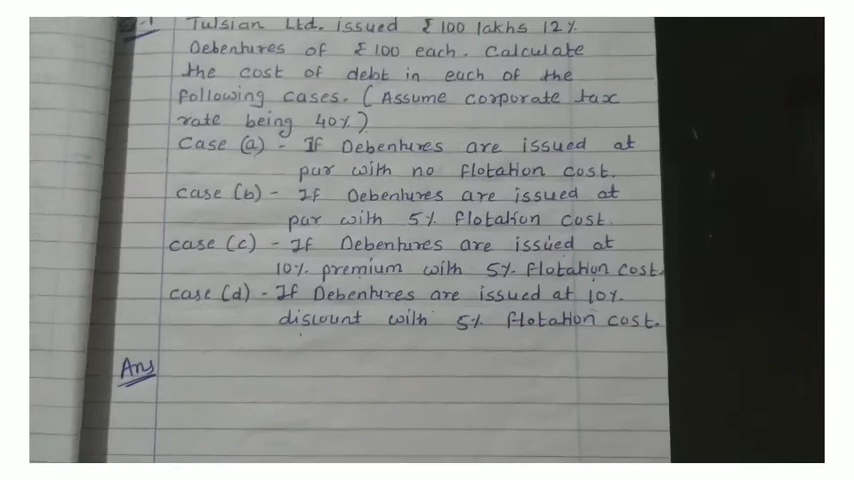 Q-1 Tulsian Ltd. issued ₹100 lakhs 12%
Debentures of ₹100 each. Calculate
the cost of debt in each of the
following cases. (Assume corporate tax
rate being 40%)
Case (a) - If Debentures are issued at
par with no flotation cost.
case (b) - If Debentures are issued at
par with 5% flotation cost.
case (c) - If Debentures are issued at
10% premium with 5% flotation cost.
case (d) - If Debentures are issued at 10%
discount with 5% flotation cost.
Ans